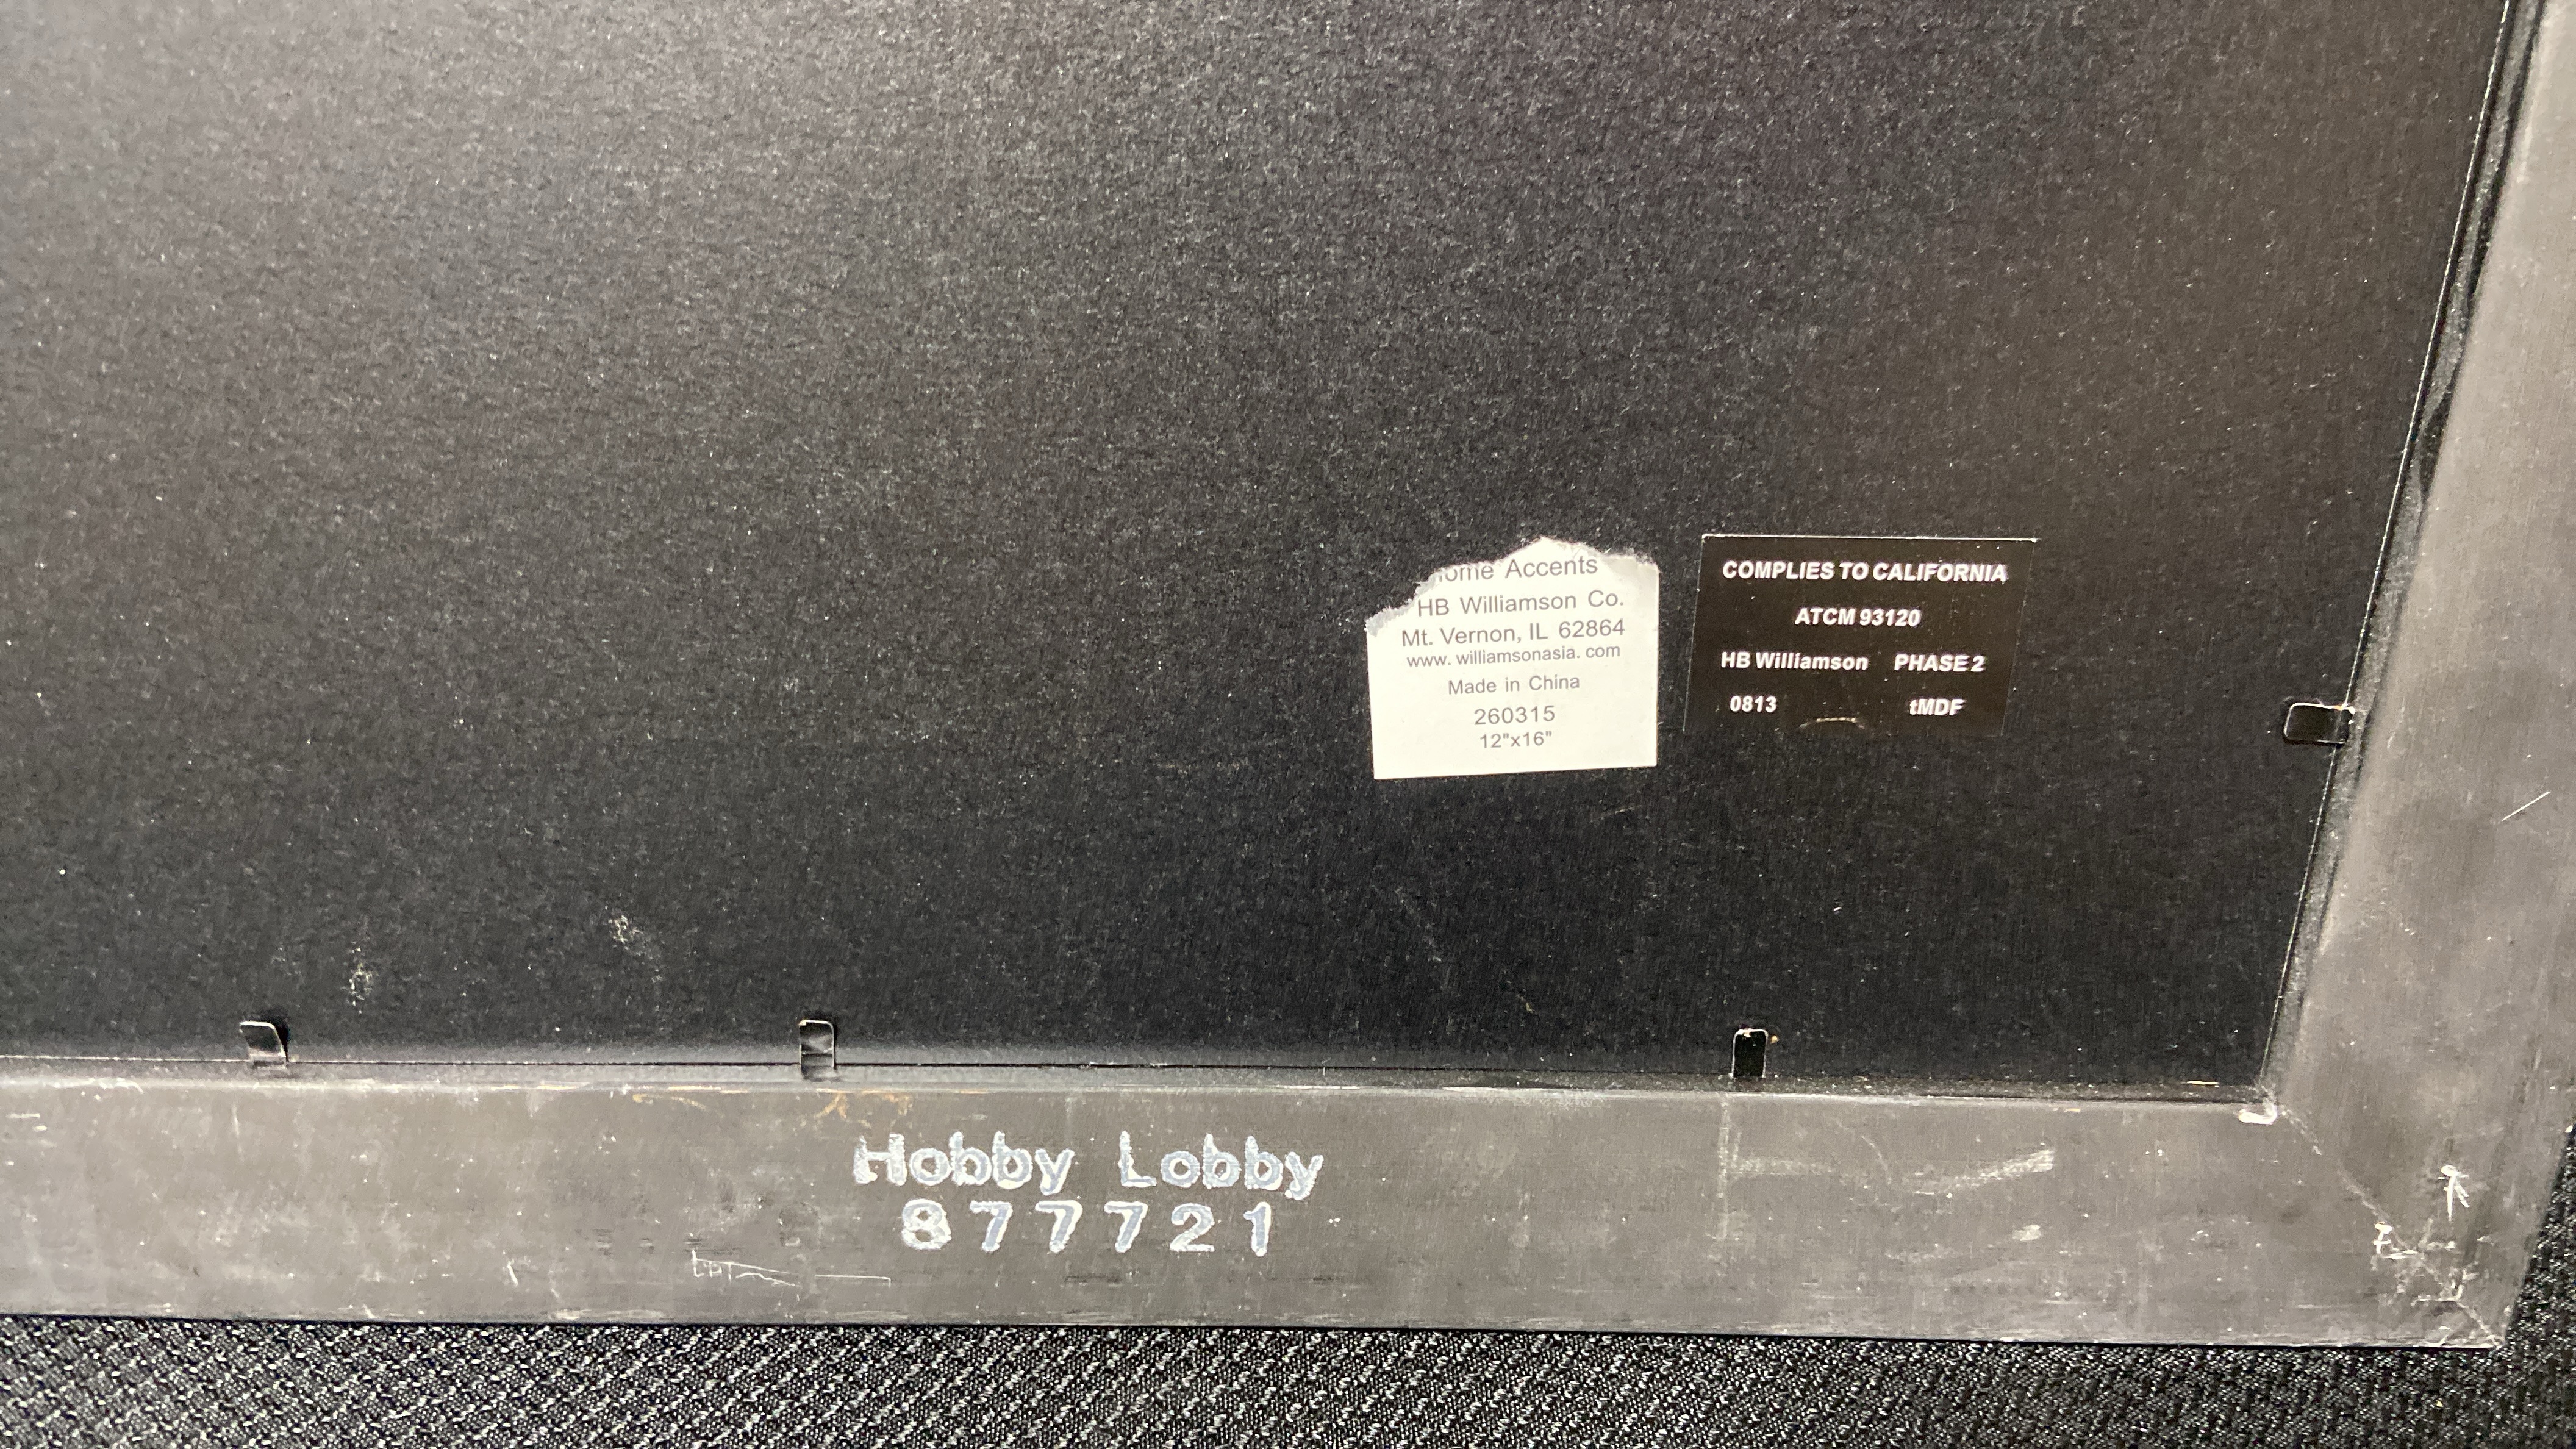 ome Accents
HB Williamson Co.
Mt. Vernon, IL 62864
www. williamsonasia. com
Made in China
260315
12"x16"
COMPLIES TO CALIFORNIA
ATCM 93120
HB Williamson PHASE 2
0813 tMDF
Hobby Lobby
877721